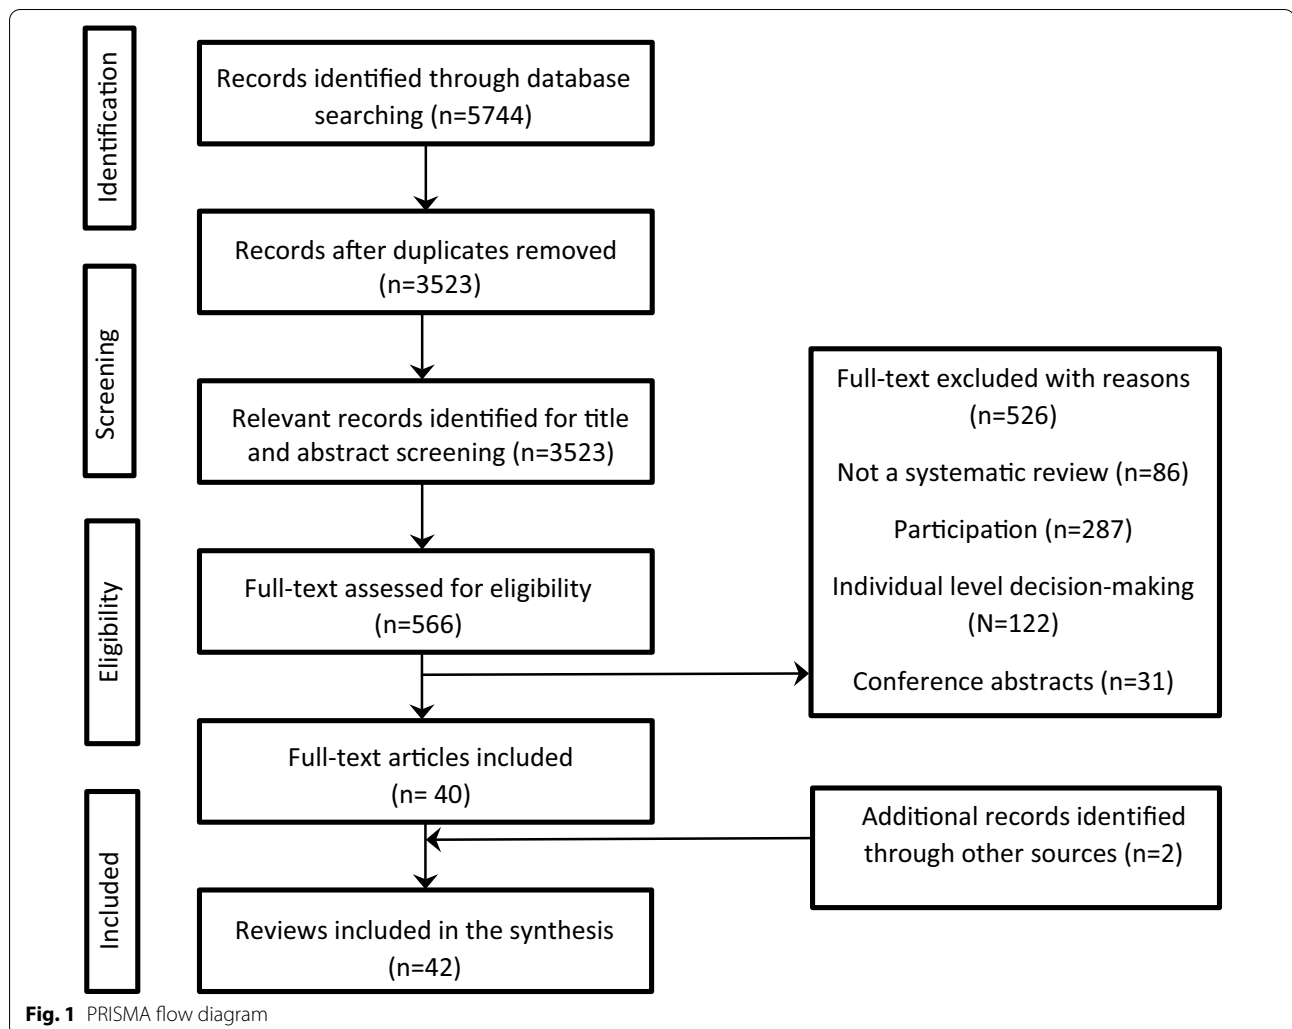 Identification
Records identified through database
searching (n=5744)
Records after duplicates removed
(n=3523)
Screening
Relevant records identified for title
and abstract screening (n=3523)
Eligibility
Full-text assessed for eligibility
(n=566)
Full-text excluded with reasons
(n=526)
Not a systematic review (n=86)
Participation (n=287)
Individual level decision-making
(N=122)
Conference abstracts (n=31)
Full-text articles included
(n= 40)
Included
Additional records identified
through other sources (n=2)
Reviews included in the synthesis
(n=42)
Fig. 1 PRISMA flow diagram